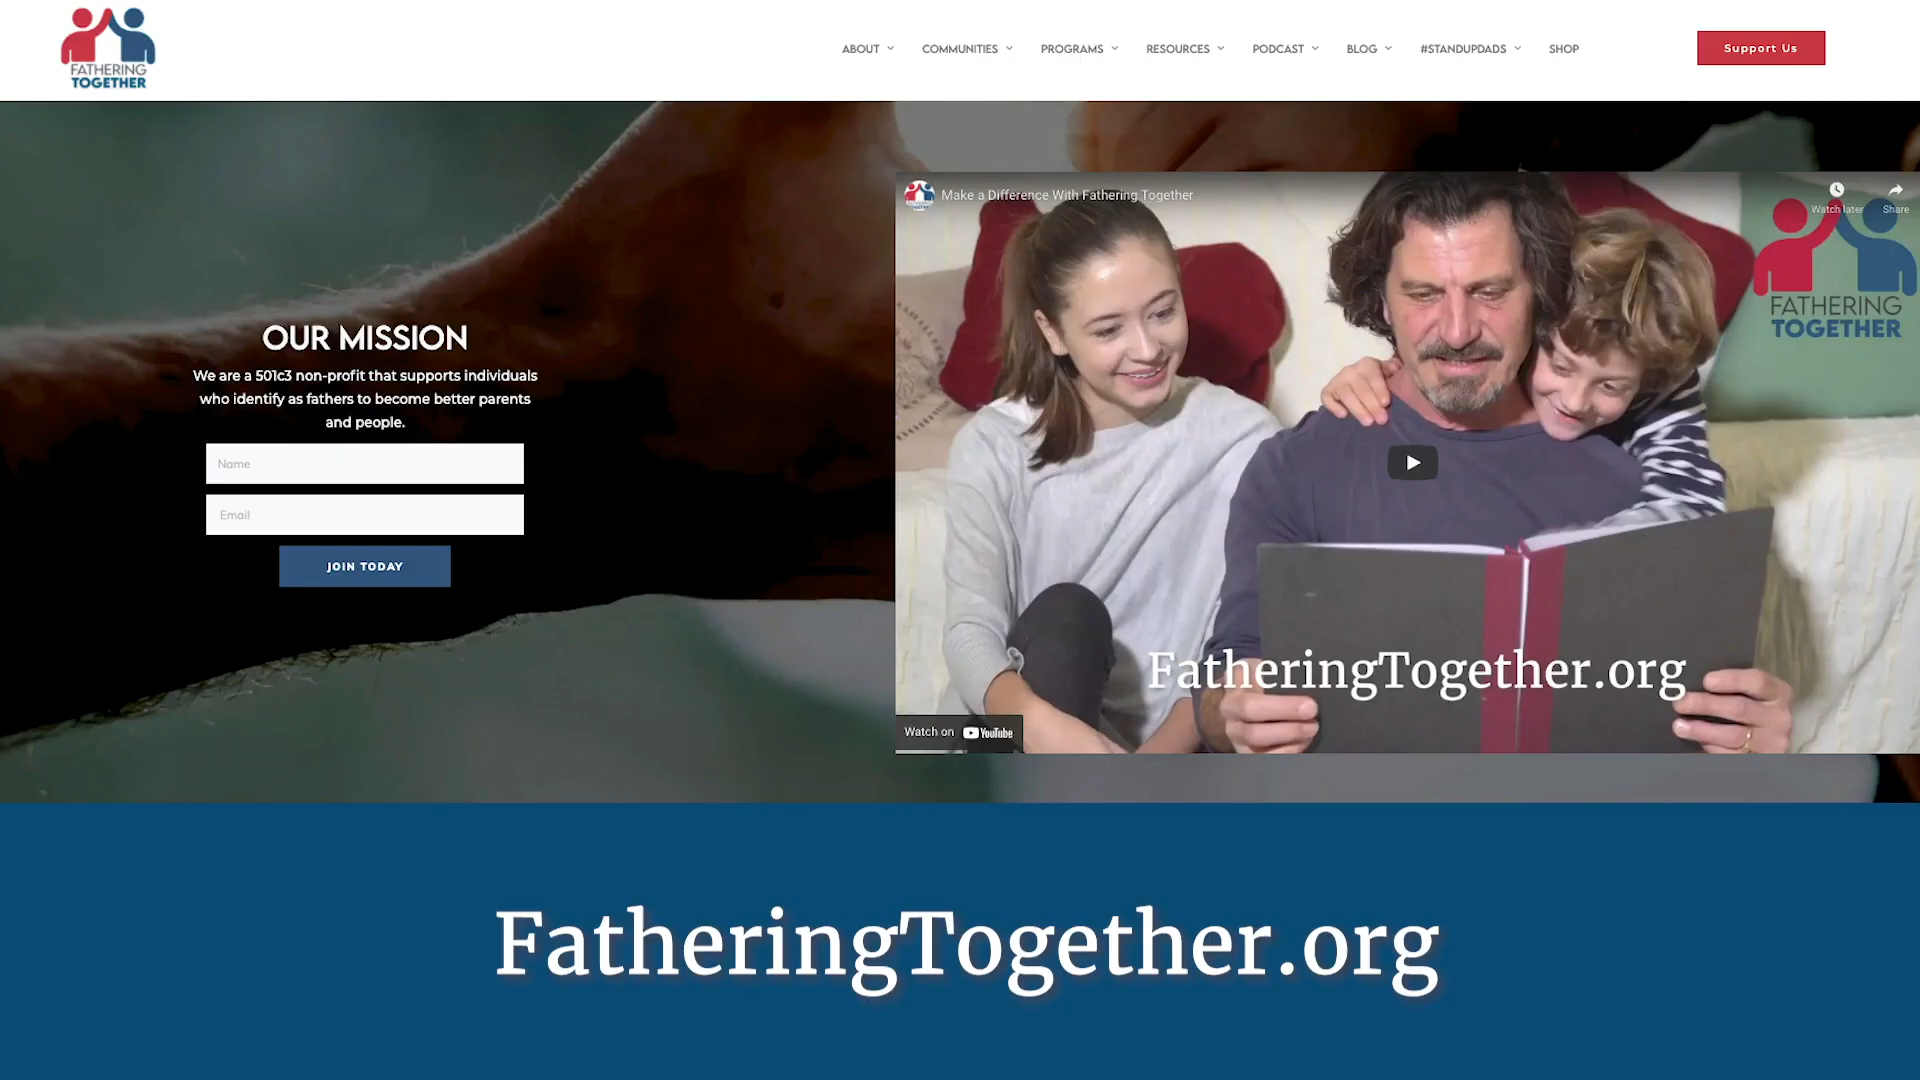 FATHERING
TOGETHER
ABOUT
COMMUNITIES
PROGRAMS
RESOURCES
PODCAST
BLOG
#STANDUPDADS
SHOP
Support Us
OUR MISSION
We are a 501c3 non-profit that supports individuals
who identify as fathers to become better parents
and people.
Name
Email
JOIN TODAY
Make a Difference With Fathering Together
Watch later
Share
FATHERING
TOGETHER
FatheringTogether.org
Watch on YouTube
FatheringTogether.org